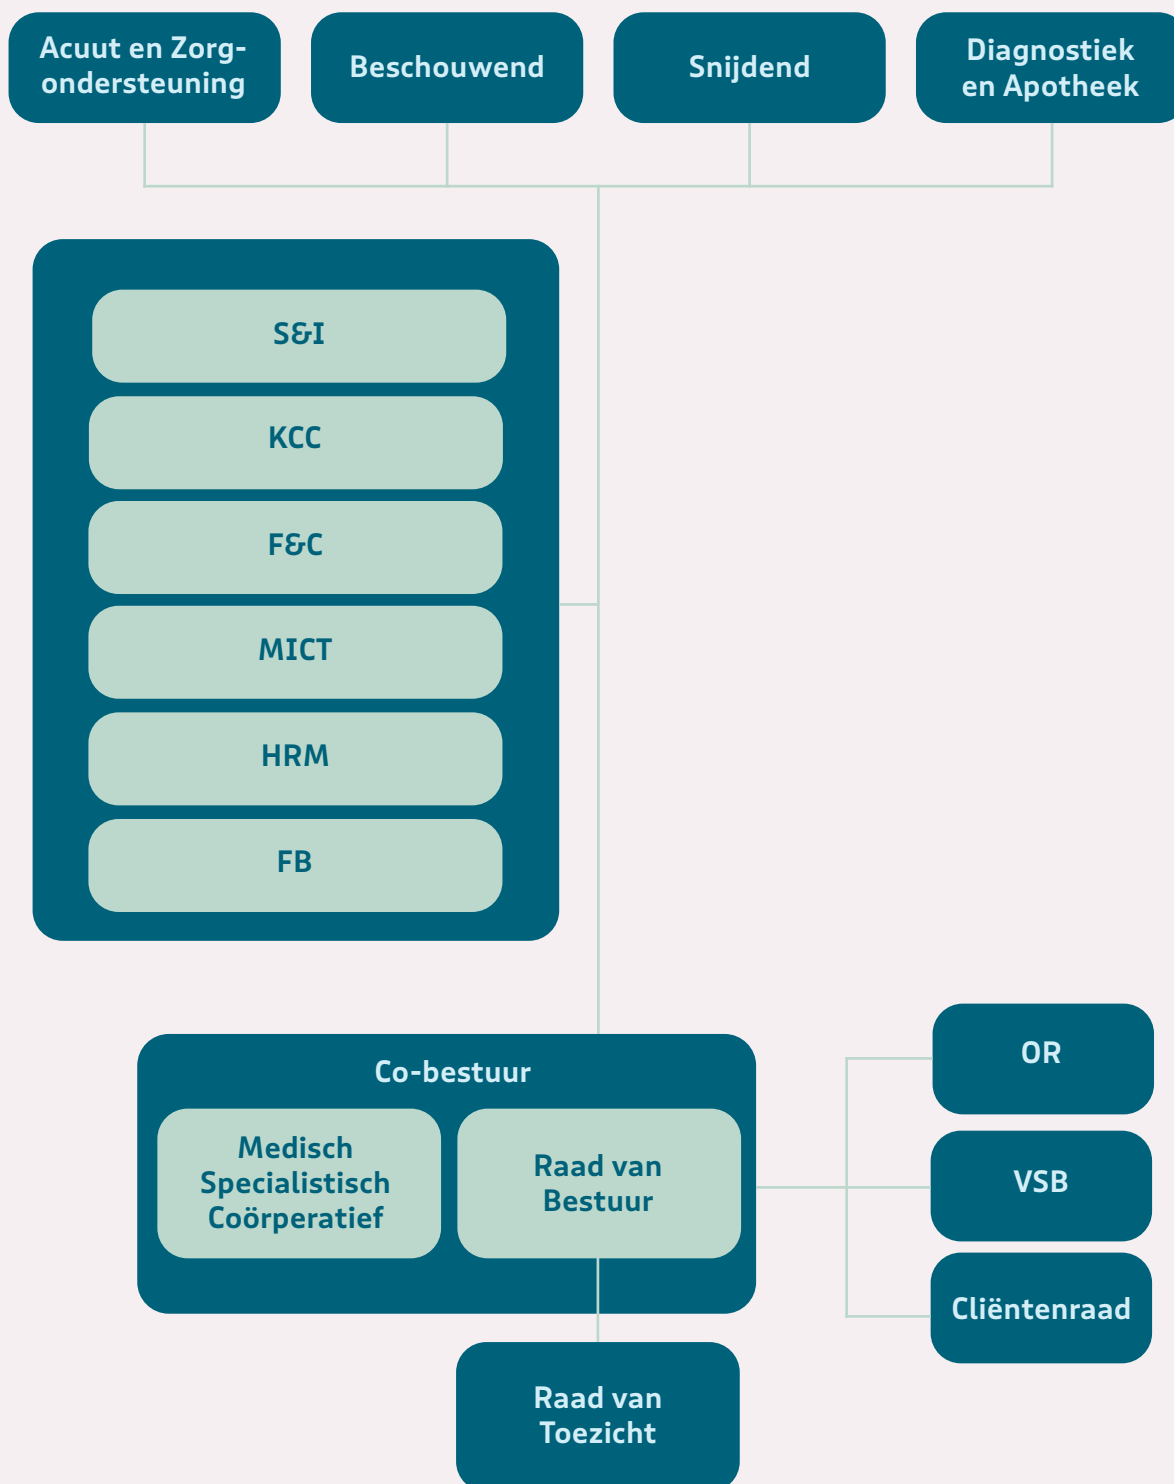 Acuut en Zorg-
ondersteuning
Beschouwend
Snijdend
Diagnostiek
en Apotheek
S&I
KCC
F&C
MICT
HRM
FB
Co-bestuur
Medisch
Specialistisch
Coörperatief
Raad van
Bestuur
OR
VSB
Cliëntenraad
Raad van
Toezicht